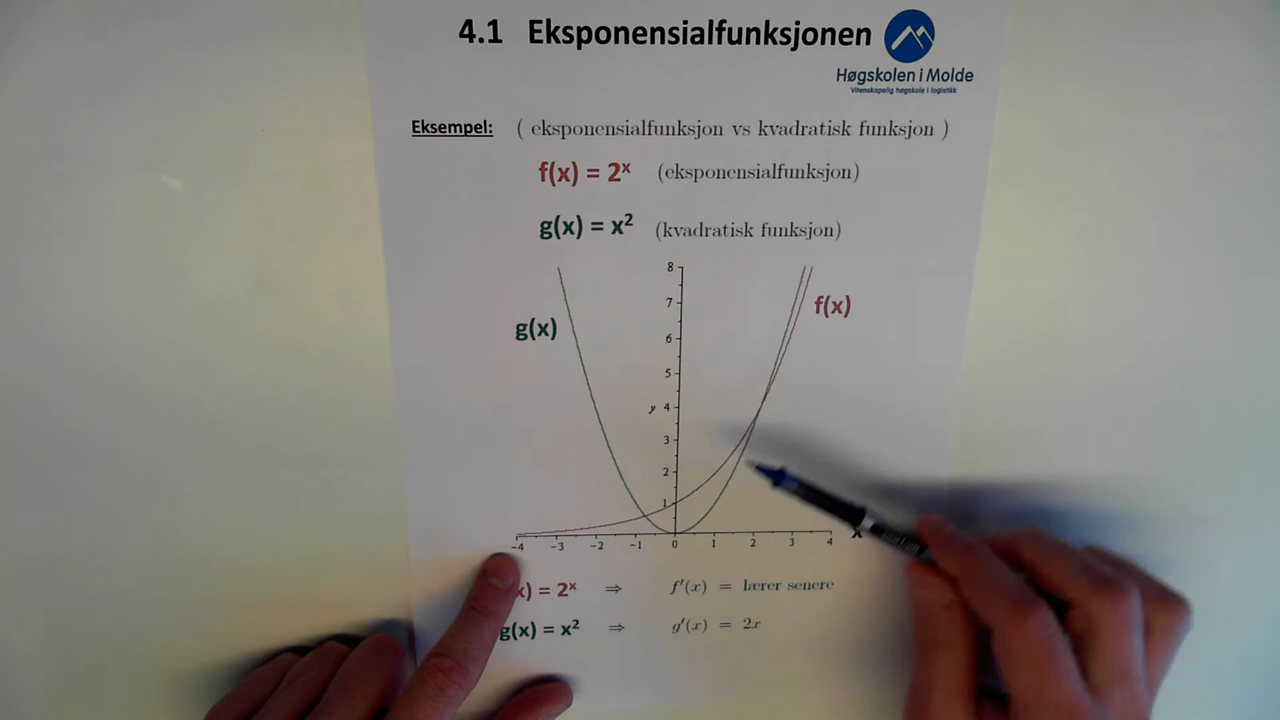 4.1 Eksponensialfunksjonen
Høgskolen i Molde
Vitenskapelig høgskole i logistikk
Eksempel: ( eksponensialfunksjon vs kvadratisk funksjon )
f(x) = 2ˣ (eksponensialfunksjon)
g(x) = x² (kvadratisk funksjon)
8
7
f(x)
g(x)
6
5
y 4
3
2
1
x
-4 -3 -2 -1 0 1 2 3 4
x) = 2ˣ ⇒ f'(x) = lærer senere
g(x) = x² ⇒ g'(x) = 2x